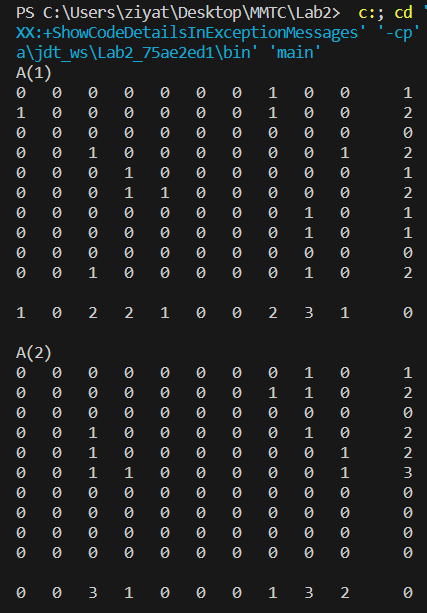 PS C:\Users\ziyat\Desktop\MMTC\Lab2>  c:; cd '
XX:+ShowCodeDetailsInExceptionMessages' '-cp'
a\jdt_ws\Lab2_75ae2ed1\bin' 'main'
A(1)
0 0 0 0 0 0 0 1 0 0 1
1 0 0 0 0 0 0 1 0 0 2
0 0 0 0 0 0 0 0 0 0 0
0 0 1 0 0 0 0 0 0 1 2
0 0 0 1 0 0 0 0 0 0 1
0 0 0 1 1 0 0 0 0 0 2
0 0 0 0 0 0 0 0 1 0 1
0 0 0 0 0 0 0 0 1 0 1
0 0 0 0 0 0 0 0 0 0 0
0 0 1 0 0 0 0 0 1 0 2
1 0 2 2 1 0 0 2 3 1 0
A(2)
0 0 0 0 0 0 0 0 1 0 1
0 0 0 0 0 0 0 1 1 0 2
0 0 0 0 0 0 0 0 0 0 0
0 0 1 0 0 0 0 0 1 0 2
0 0 1 0 0 0 0 0 0 1 2
0 0 1 1 0 0 0 0 0 1 3
0 0 0 0 0 0 0 0 0 0 0
0 0 0 0 0 0 0 0 0 0 0
0 0 0 0 0 0 0 0 0 0 0
0 0 0 0 0 0 0 0 0 0 0
0 0 3 1 0 0 0 1 3 2 0